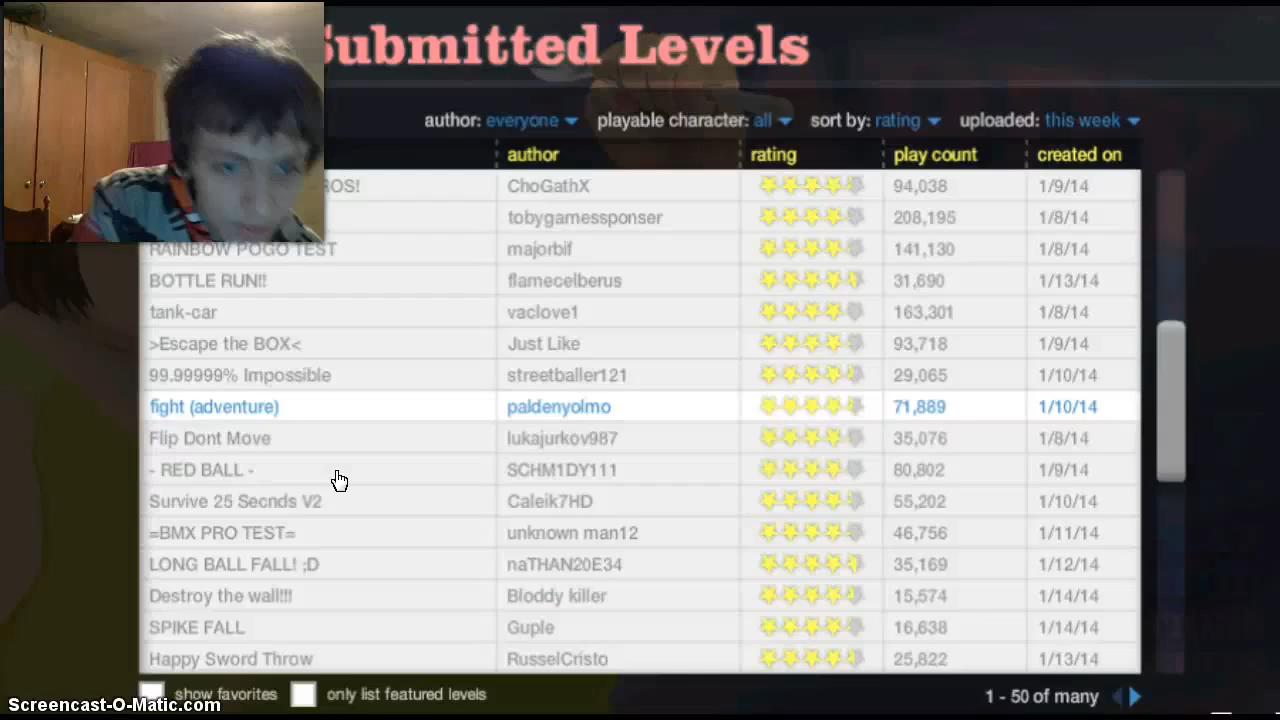 Submitted Levels
author: everyone playable character: all sort by: rating uploaded: this week
author rating play count created on
ROS! ChoGathX 94,038 1/9/14
tobygamessponser 208,195 1/8/14
RAINBOW POGO TEST majorbif 141,130 1/8/14
BOTTLE RUN!! flamecelberus 31,690 1/13/14
tank-car vaclove1 163,301 1/8/14
>Escape the BOX< Just Like 93,718 1/9/14
99.99999% Impossible streetballer121 29,065 1/10/14
fight (adventure) paldenyolmo 71,889 1/10/14
Flip Dont Move lukajurkov987 35,076 1/8/14
- RED BALL - SCHM1DY111 80,802 1/9/14
Survive 25 Secnds V2 Caleik7HD 55,202 1/10/14
=BMX PRO TEST= unknown man12 46,756 1/11/14
LONG BALL FALL! ;D naTHAN20E34 35,169 1/12/14
Destroy the wall!!! Bloddy killer 15,574 1/14/14
SPIKE FALL Guple 16,638 1/14/14
Happy Sword Throw RusselCristo 25,822 1/13/14
show favorites only list featured levels 1 - 50 of many
Screencast-O-Matic.com